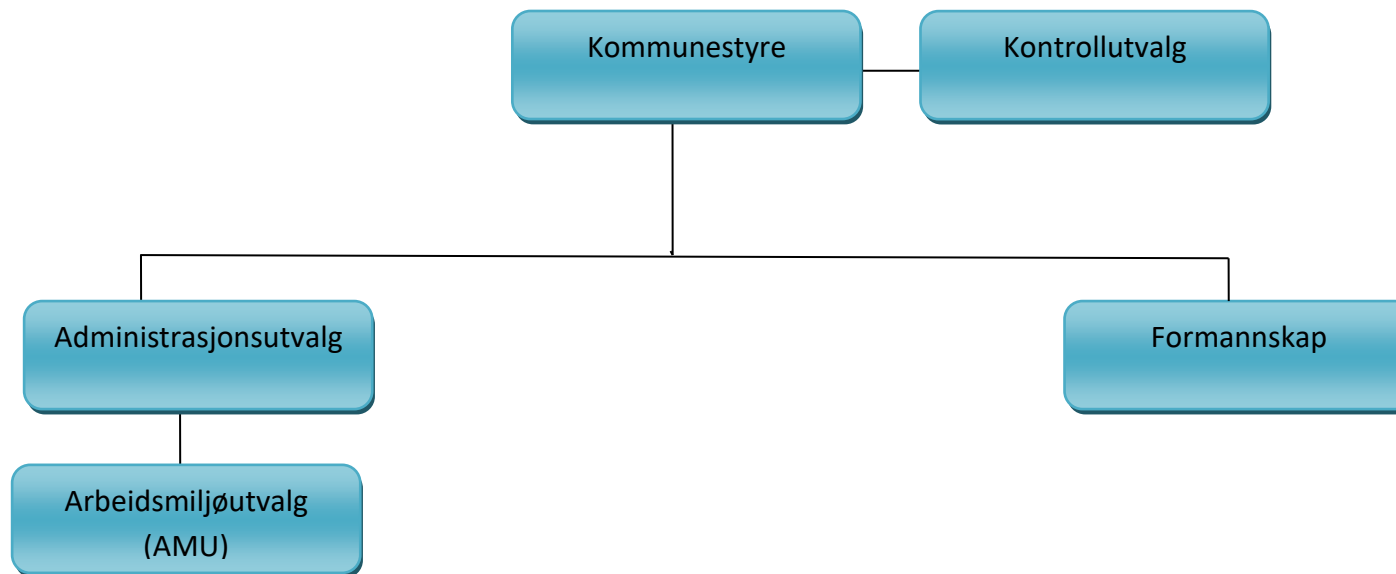 Kommunestyre
Kontrollutvalg
Administrasjonsutvalg
Formannskap
Arbeidsmiljøutvalg
(AMU)